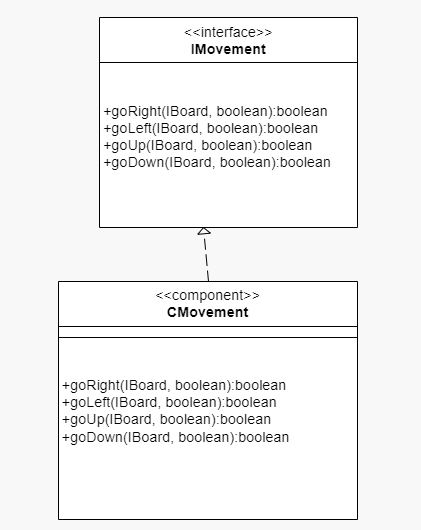 <<interface>>
IMovement
+goRight(IBoard, boolean):boolean
+goLeft(IBoard, boolean):boolean
+goUp(IBoard, boolean):boolean
+goDown(IBoard, boolean):boolean
<<component>>
CMovement
+goRight(IBoard, boolean):boolean
+goLeft(IBoard, boolean):boolean
+goUp(IBoard, boolean):boolean
+goDown(IBoard, boolean):boolean